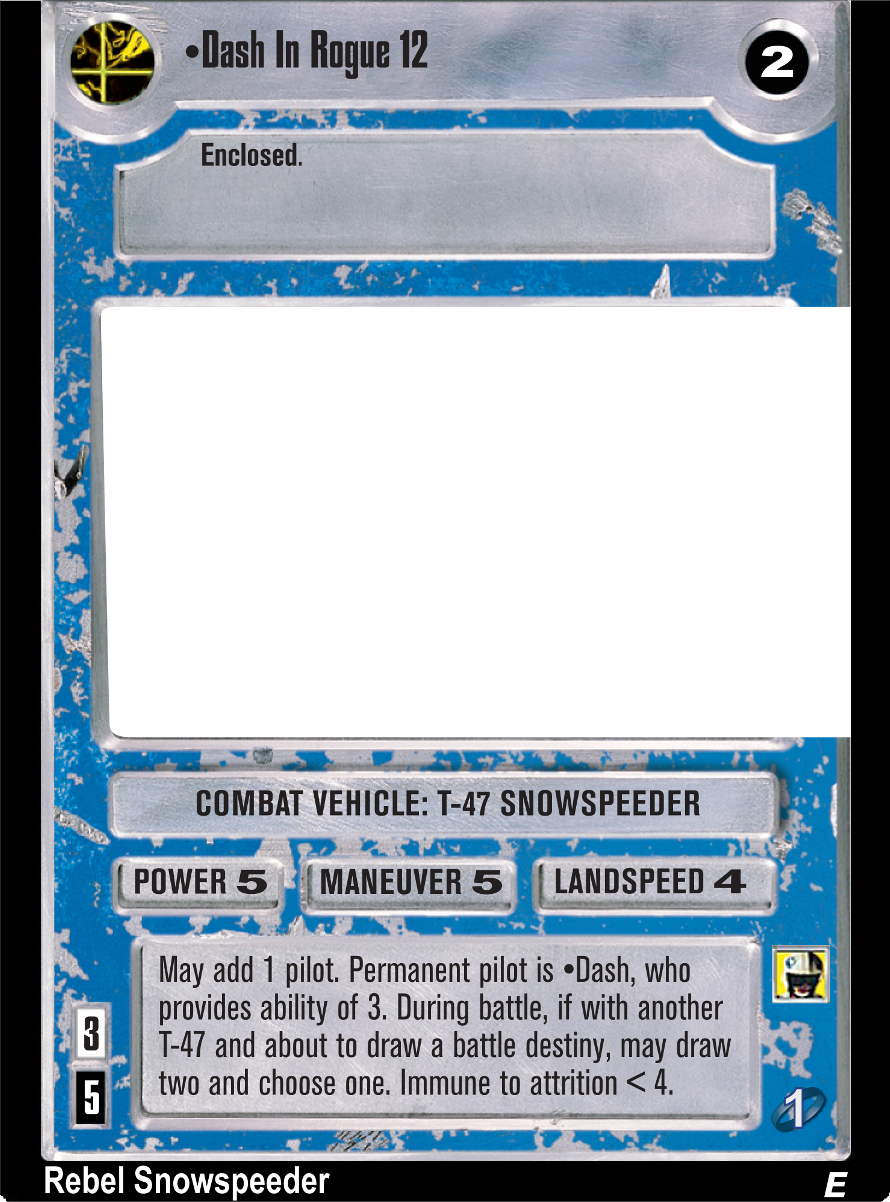 •Dash In Rogue 12
2
Enclosed.
COMBAT VEHICLE: T-47 SNOWSPEEDER
POWER 5
MANEUVER 5
LANDSPEED 4
May add 1 pilot. Permanent pilot is •Dash, who
provides ability of 3. During battle, if with another
T-47 and about to draw a battle destiny, may draw
two and choose one. Immune to attrition < 4.
3
5
1
Rebel Snowspeeder
E